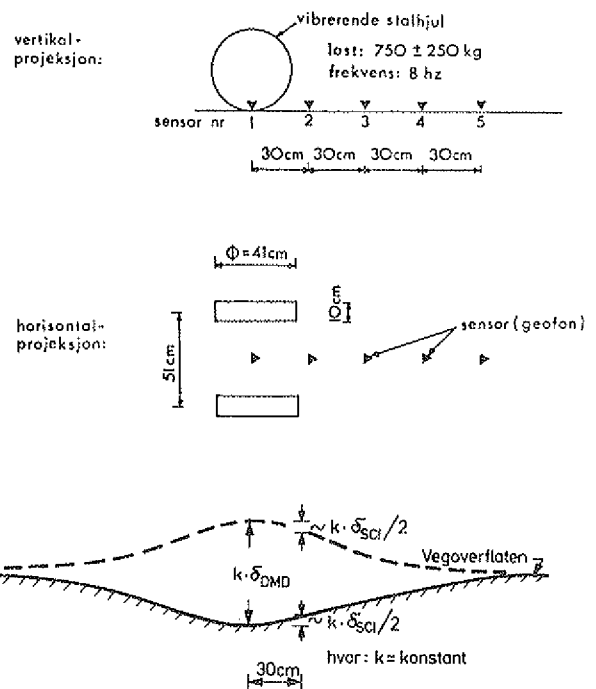 vibrerende stålhjul
vertikal-
projeksjon:
last: 750 ± 250 kg
frekvens: 8 hz
sensor nr 1 2 3 4 5
30cm 30cm 30cm 30cm
Φ = 41cm
10cm
horisontal-
projeksjon:
sensor (geofon)
51cm
~ k · δSCI/2
Vegoverflaten
k · δDMD
~ k · δSCI/2
30cm
hvor: k = konstant